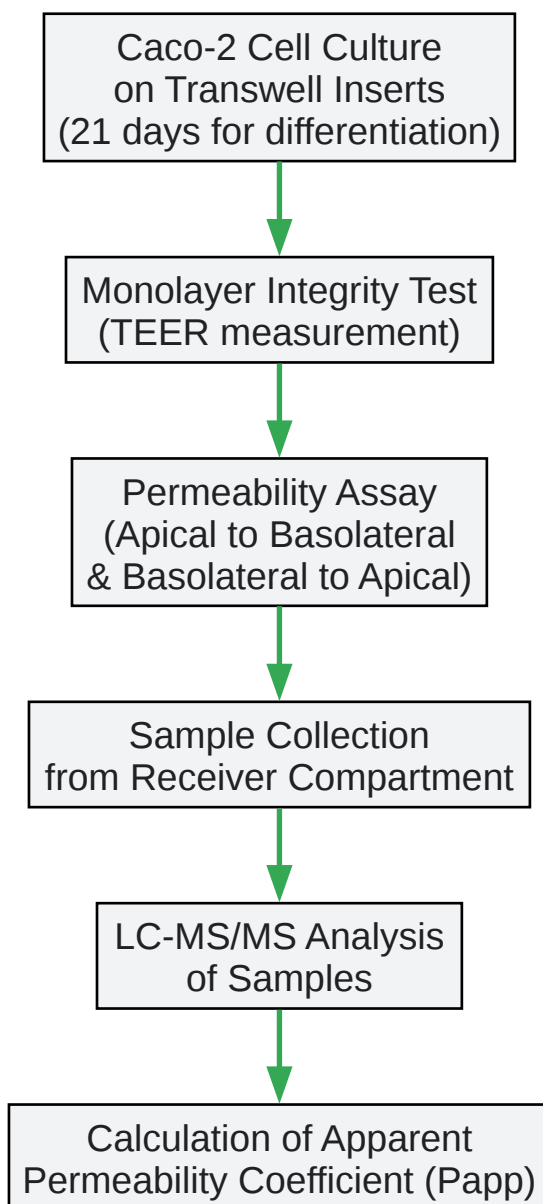 Caco-2 Cell Culture
on Transwell Inserts
(21 days for differentiation)
Monolayer Integrity Test
(TEER measurement)
Permeability Assay
(Apical to Basolateral
& Basolateral to Apical)
Sample Collection
from Receiver Compartment
LC-MS/MS Analysis
of Samples
Calculation of Apparent
Permeability Coefficient (Papp)